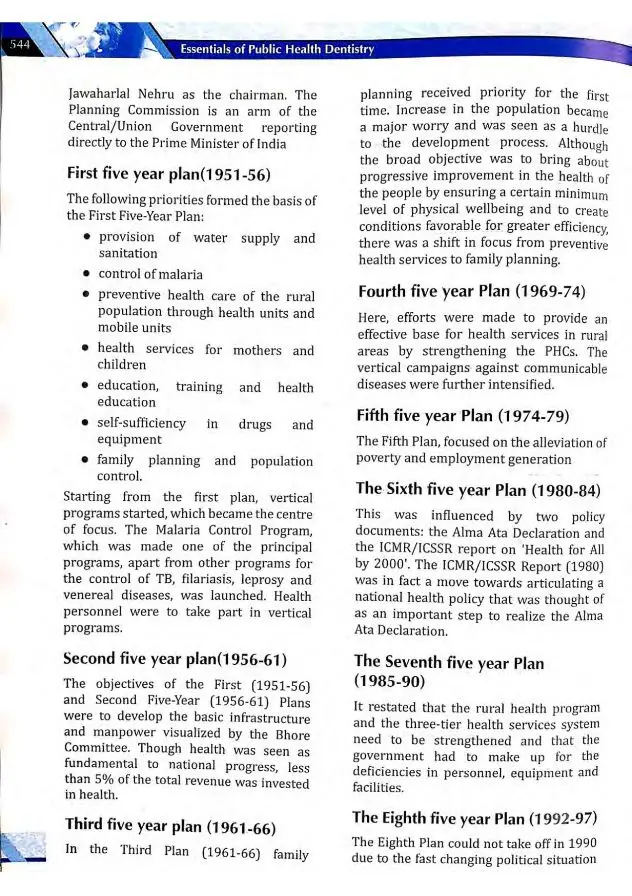 544
Essentials of Public Health Dentistry
Jawaharlal Nehru as the chairman. The
Planning Commission is an arm of the
Central/Union Government reporting
directly to the Prime Minister of India
First five year plan(1951-56)
The following priorities formed the basis of
the First Five-Year Plan:
● provision of water supply and
sanitation
● control of malaria
● preventive health care of the rural
population through health units and
mobile units
● health services for mothers and
children
● education, training and health
education
● self-sufficiency in drugs and
equipment
● family planning and population
control.
Starting from the first plan, vertical
programs started, which became the centre
of focus. The Malaria Control Program,
which was made one of the principal
programs, apart from other programs for
the control of TB, filariasis, leprosy and
venereal diseases, was launched. Health
personnel were to take part in vertical
programs.
Second five year plan(1956-61)
The objectives of the First (1951-56)
and Second Five-Year (1956-61) Plans
were to develop the basic infrastructure
and manpower visualized by the Bhore
Committee. Though health was seen as
fundamental to national progress, less
than 5% of the total revenue was invested
in health.
Third five year plan (1961-66)
In the Third Plan (1961-66) family
planning received priority for the first
time. Increase in the population became
a major worry and was seen as a hurdle
to the development process. Although
the broad objective was to bring about
progressive improvement in the health of
the people by ensuring a certain minimum
level of physical wellbeing and to create
conditions favorable for greater efficiency,
there was a shift in focus from preventive
health services to family planning.
Fourth five year Plan (1969-74)
Here, efforts were made to provide an
effective base for health services in rural
areas by strengthening the PHCs. The
vertical campaigns against communicable
diseases were further intensified.
Fifth five year Plan (1974-79)
The Fifth Plan, focused on the alleviation of
poverty and employment generation
The Sixth five year Plan (1980-84)
This was influenced by two policy
documents: the Alma Ata Declaration and
the ICMR/ICSSR report on 'Health for All
by 2000'. The ICMR/ICSSR Report (1980)
was in fact a move towards articulating a
national health policy that was thought of
as an important step to realize the Alma
Ata Declaration.
The Seventh five year Plan
(1985-90)
It restated that the rural health program
and the three-tier health services system
need to be strengthened and that the
government had to make up for the
deficiencies in personnel, equipment and
facilities.
The Eighth five year Plan (1992-97)
The Eighth Plan could not take off in 1990
due to the fast changing political situation